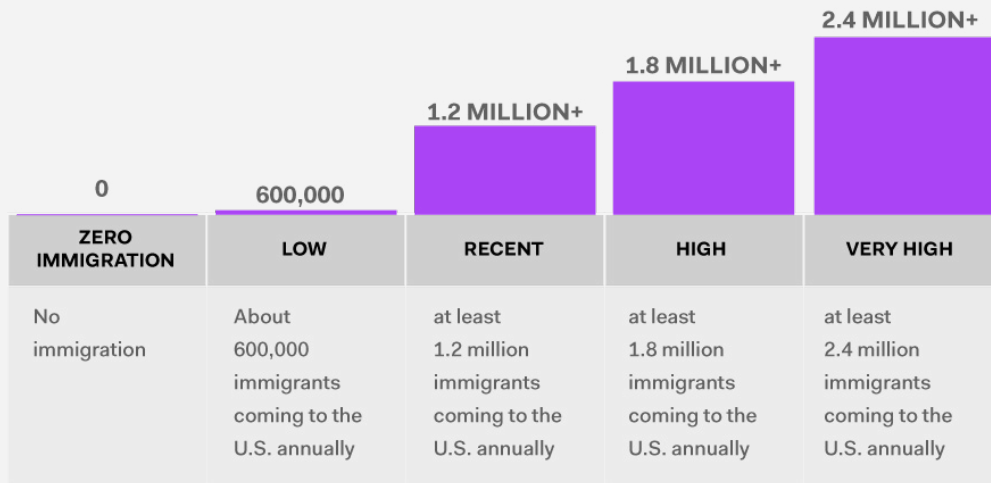 0
600,000
1.2 MILLION+
1.8 MILLION+
2.4 MILLION+
ZERO
IMMIGRATION
LOW
RECENT
HIGH
VERY HIGH
No
immigration
About
600,000
immigrants
coming to the
U.S. annually
at least
1.2 million
immigrants
coming to the
U.S. annually
at least
1.8 million
immigrants
coming to the
U.S. annually
at least
2.4 million
immigrants
coming to the
U.S. annually